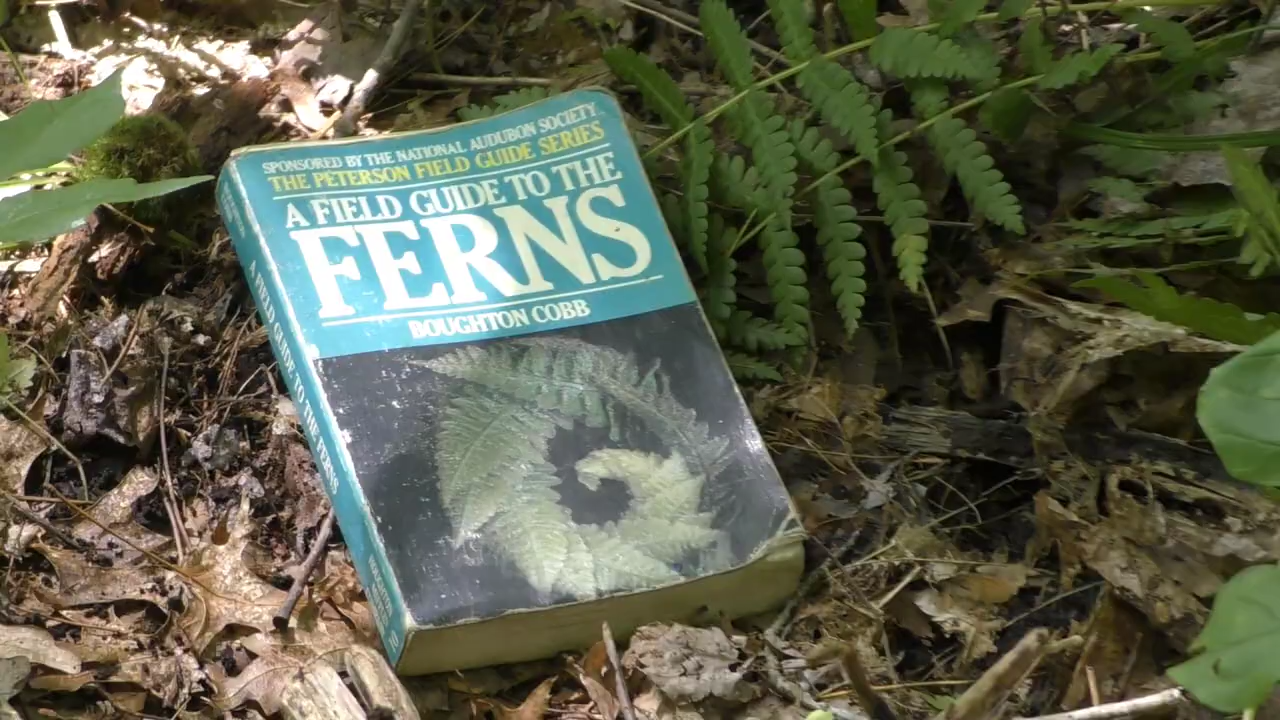 SPONSORED BY THE NATIONAL AUDUBON SOCIETY
THE PETERSON FIELD GUIDE SERIES
A FIELD GUIDE TO THE
FERNS
BOUGHTON COBB
A FIELD GUIDE TO THE FERNS